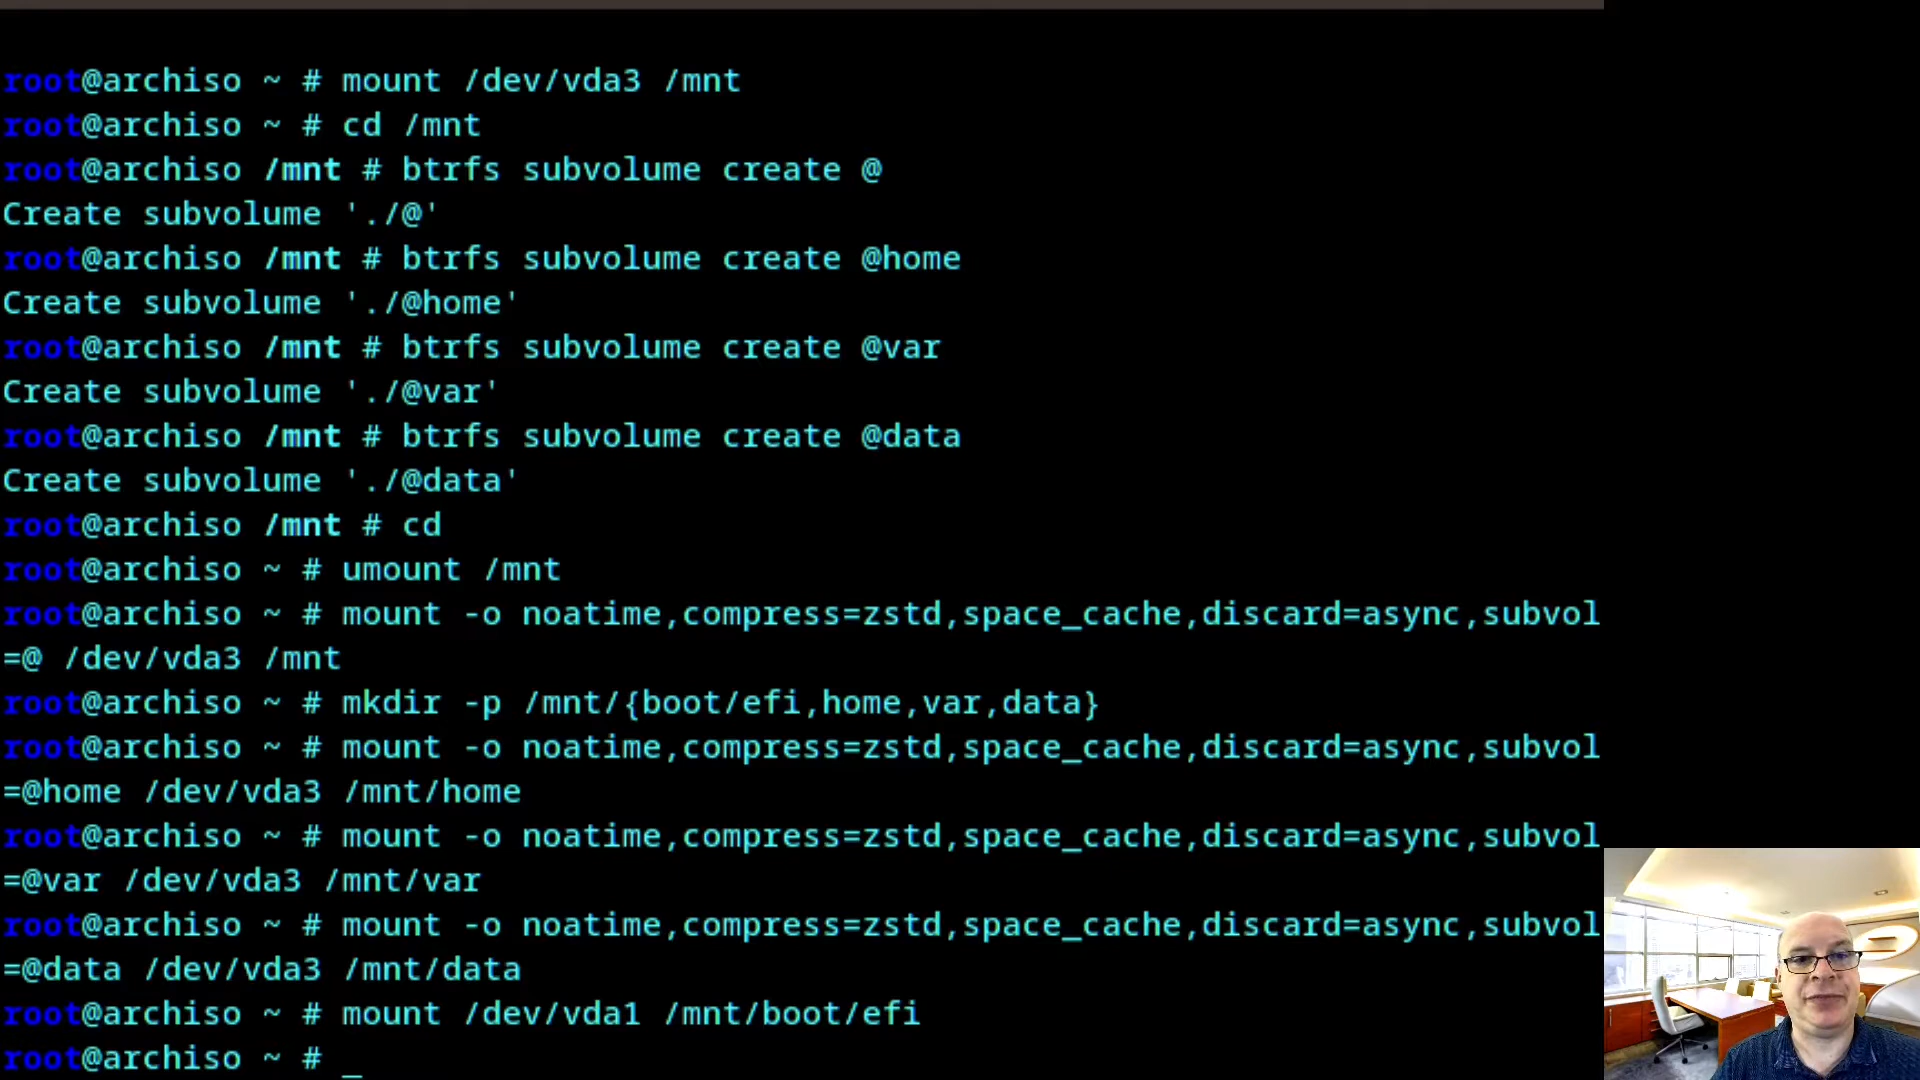 root@archiso ~ # mount /dev/vda3 /mnt
root@archiso ~ # cd /mnt
root@archiso /mnt # btrfs subvolume create @
Create subvolume './@'
root@archiso /mnt # btrfs subvolume create @home
Create subvolume './@home'
root@archiso /mnt # btrfs subvolume create @var
Create subvolume './@var'
root@archiso /mnt # btrfs subvolume create @data
Create subvolume './@data'
root@archiso /mnt # cd
root@archiso ~ # umount /mnt
root@archiso ~ # mount -o noatime,compress=zstd,space_cache,discard=async,subvol
=@ /dev/vda3 /mnt
root@archiso ~ # mkdir -p /mnt/{boot/efi,home,var,data}
root@archiso ~ # mount -o noatime,compress=zstd,space_cache,discard=async,subvol
=@home /dev/vda3 /mnt/home
root@archiso ~ # mount -o noatime,compress=zstd,space_cache,discard=async,subvol
=@var /dev/vda3 /mnt/var
root@archiso ~ # mount -o noatime,compress=zstd,space_cache,discard=async,subvol
=@data /dev/vda3 /mnt/data
root@archiso ~ # mount /dev/vda1 /mnt/boot/efi
root@archiso ~ # _